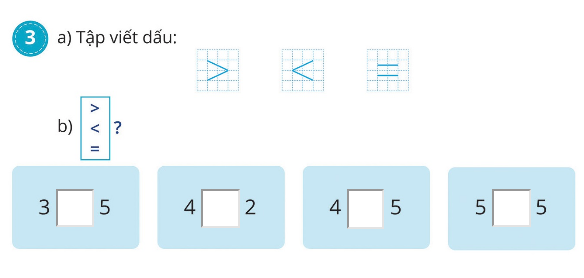 3 a) Tập viết dấu:
> < =
b) > < = ?
3 5
4 2
4 5
5 5